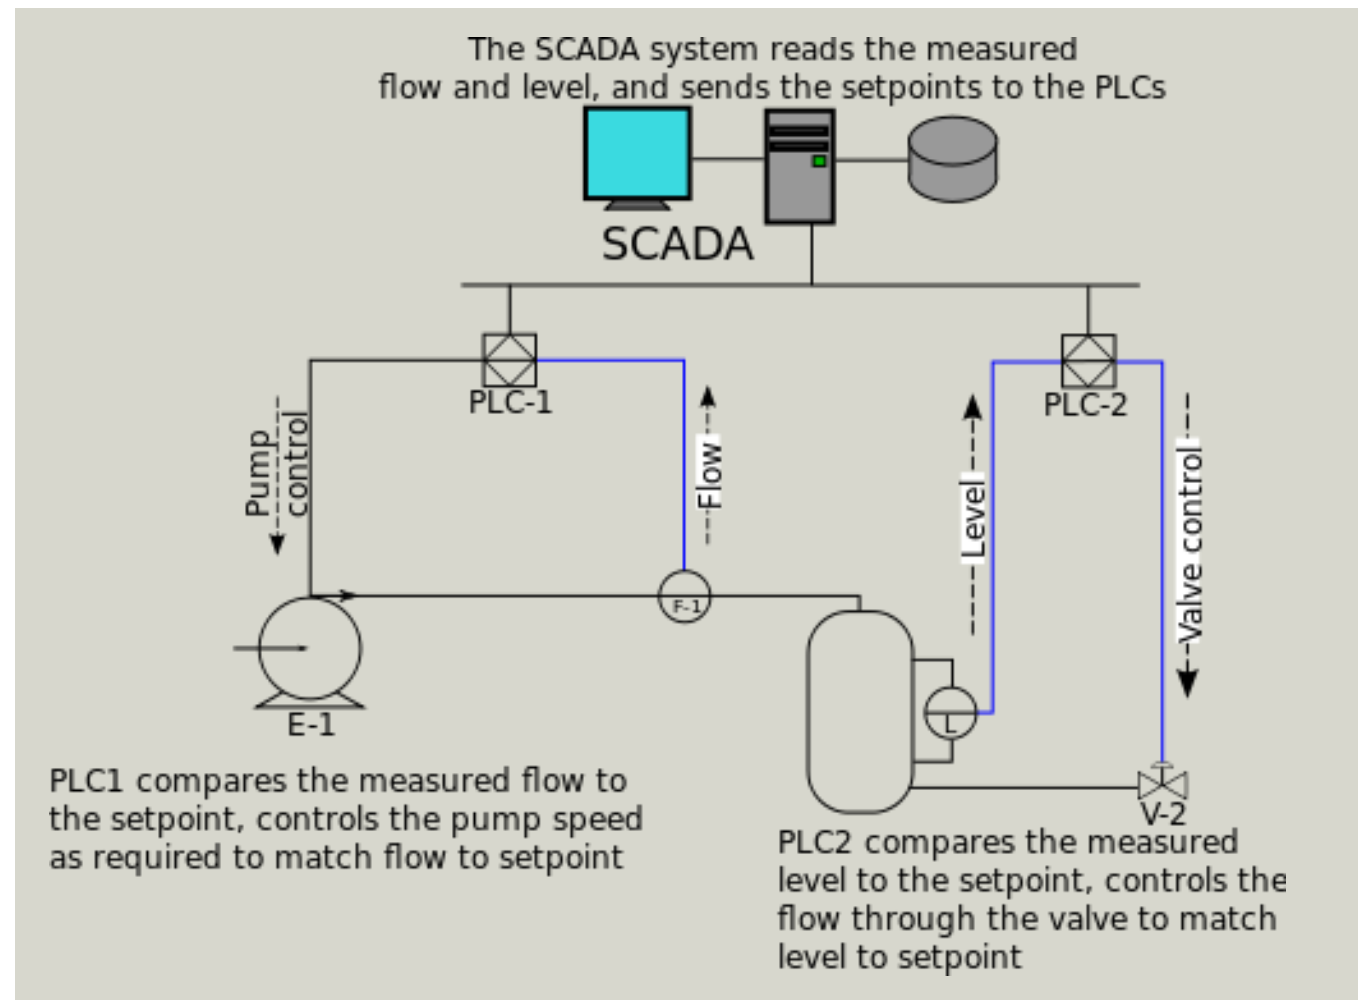 The SCADA system reads the measured
flow and level, and sends the setpoints to the PLCs
SCADA
PLC-1
PLC-2
Pump
control
Flow
Level
Valve control
F-1
E-1
L
V-2
PLC1 compares the measured flow to
the setpoint, controls the pump speed
as required to match flow to setpoint
PLC2 compares the measured
level to the setpoint, controls the
flow through the valve to match
level to setpoint